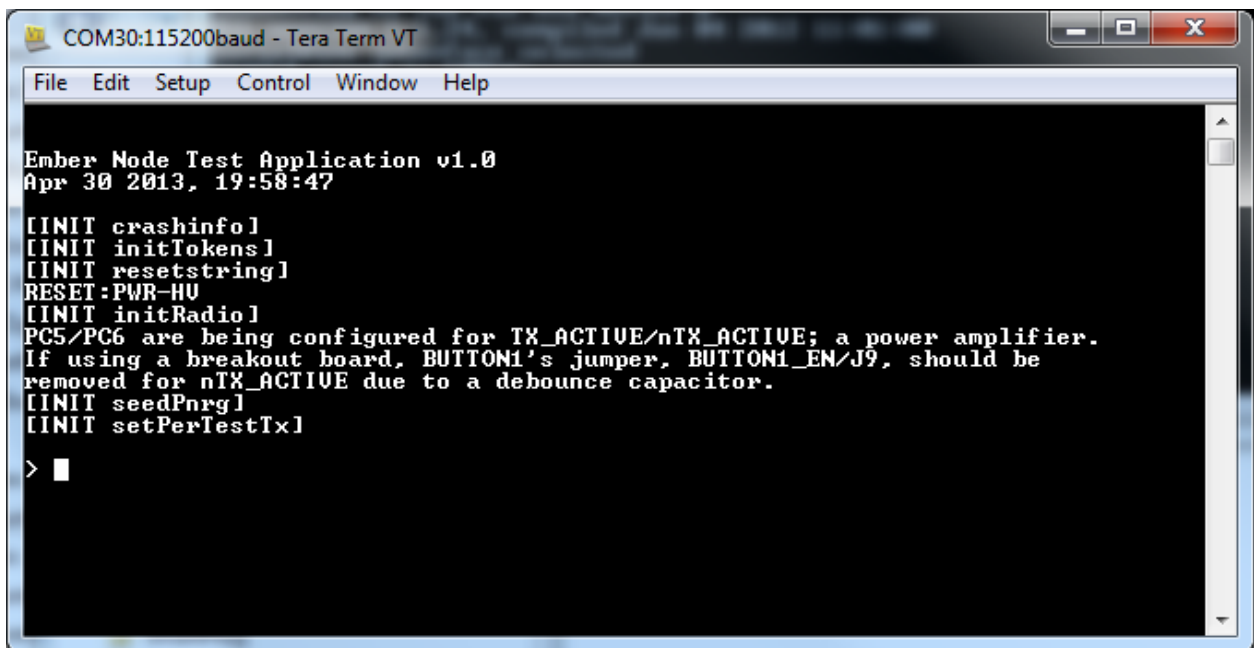 COM30:115200baud - Tera Term VT
File Edit Setup Control Window Help
Ember Node Test Application v1.0
Apr 30 2013, 19:58:47
[INIT crashinfo]
[INIT initTokens]
[INIT resetstring]
RESET:PWR-HV
[INIT initRadio]
PC5/PC6 are being configured for TX_ACTIVE/nTX_ACTIVE; a power amplifier.
If using a breakout board, BUTTON1's jumper, BUTTON1_EN/J9, should be
removed for nTX_ACTIVE due to a debounce capacitor.
[INIT seedPnrg]
[INIT setPerTestTx]
>